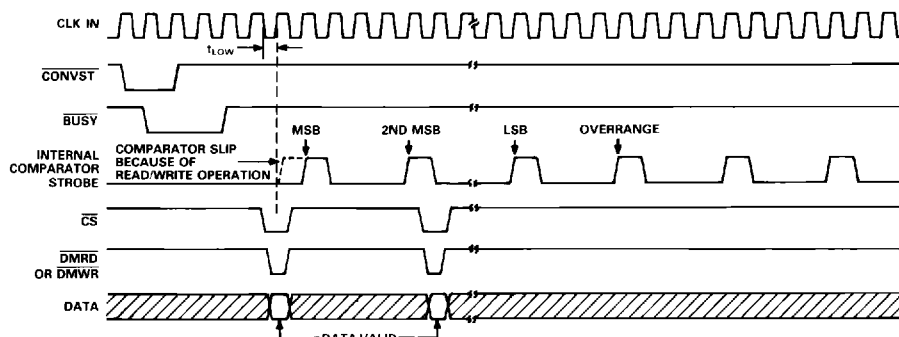 CLK IN
tLOW
CONVST
BUSY
MSB
2ND MSB
LSB
OVERRANGE
INTERNAL
COMPARATOR
STROBE
COMPARATOR SLIP
BECAUSE OF
READ/WRITE OPERATION
CS
DMRD
OR DMWR
DATA
DATA VALID